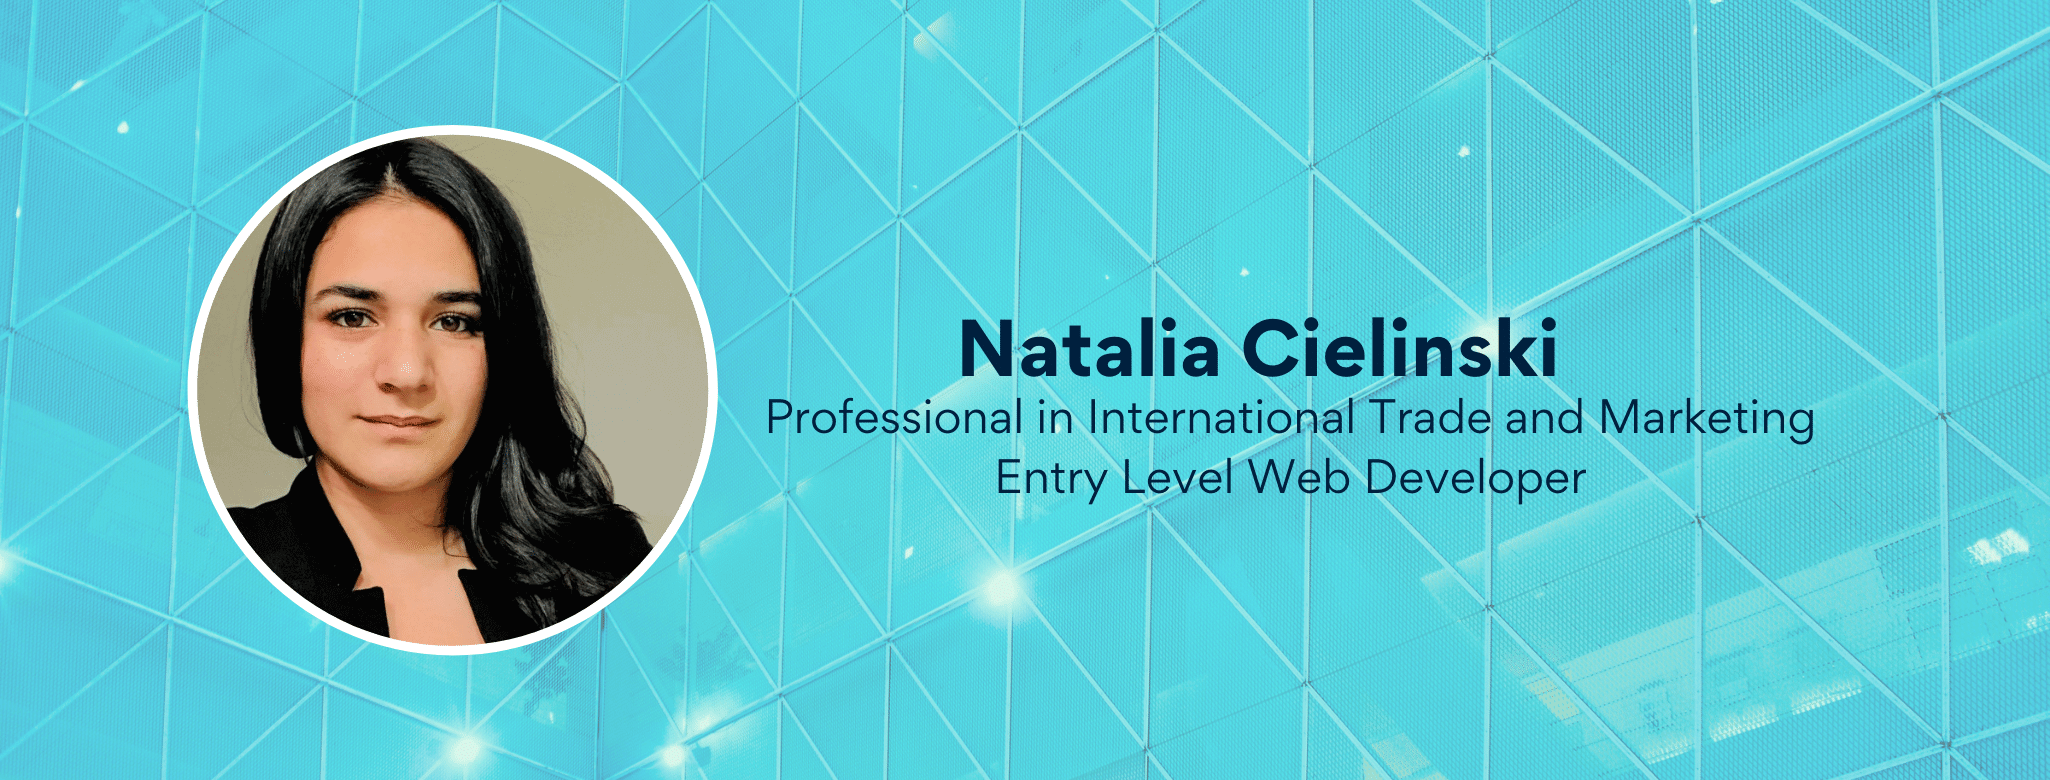 Natalia Cielinski
Professional in International Trade and Marketing
Entry Level Web Developer